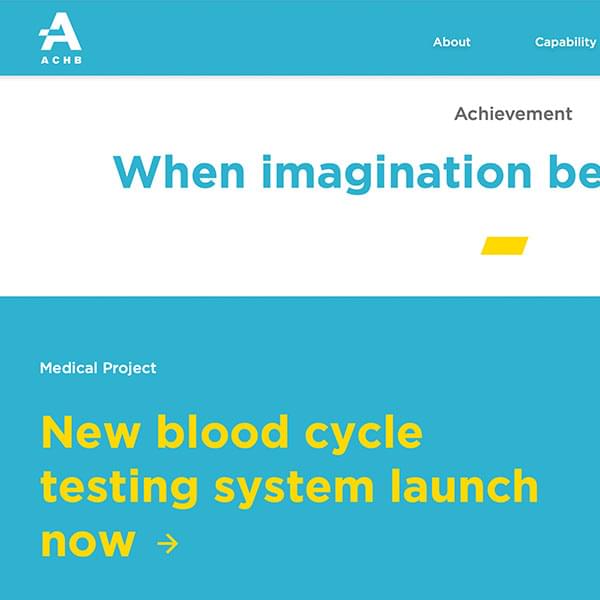 ACHB
About
Capability
Achievement
When imagination be
Medical Project
New blood cycle
testing system launch
now →